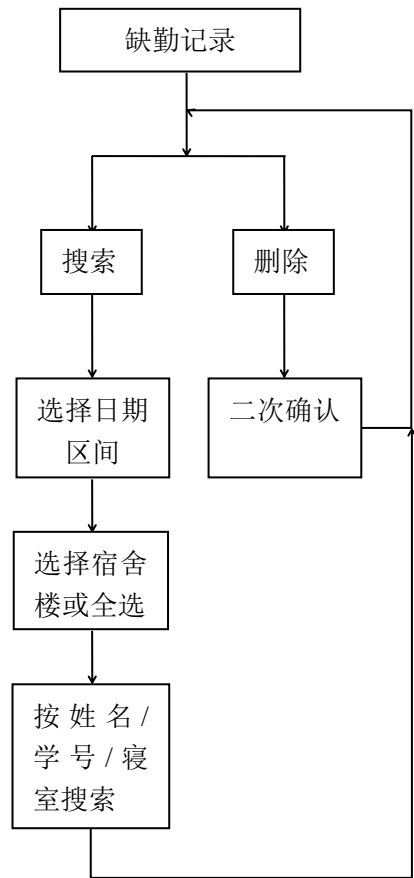 缺勤记录
搜索
删除
选择日期
区间
二次确认
选择宿舍
楼或全选
按姓名/
学号/寝
室搜索